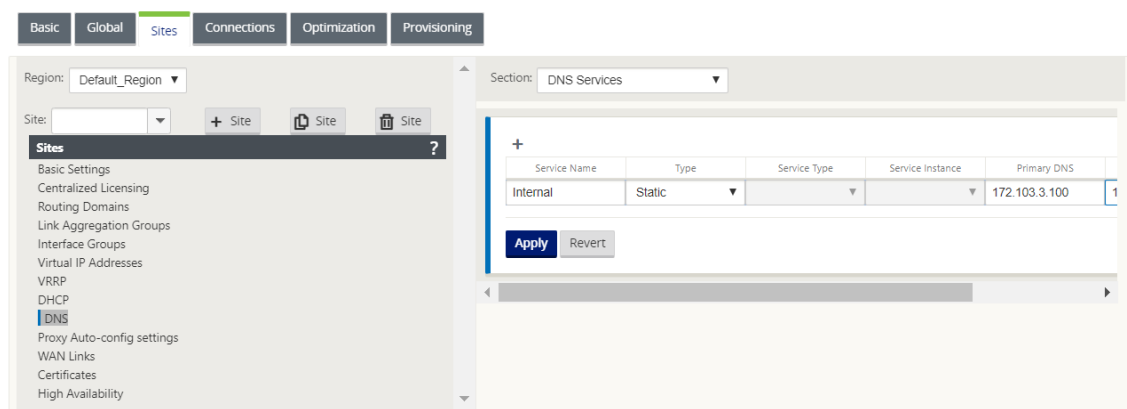 Basic Global Sites Connections Optimization Provisioning
Region: Default_Region
Site:
+ Site Site Site
Sites ?
Basic Settings
Centralized Licensing
Routing Domains
Link Aggregation Groups
Interface Groups
Virtual IP Addresses
VRRP
DHCP
DNS
Proxy Auto-config settings
WAN Links
Certificates
High Availability
Section: DNS Services
+
Service Name Type Service Type Service Instance Primary DNS
Internal Static 172.103.3.100 1
Apply Revert